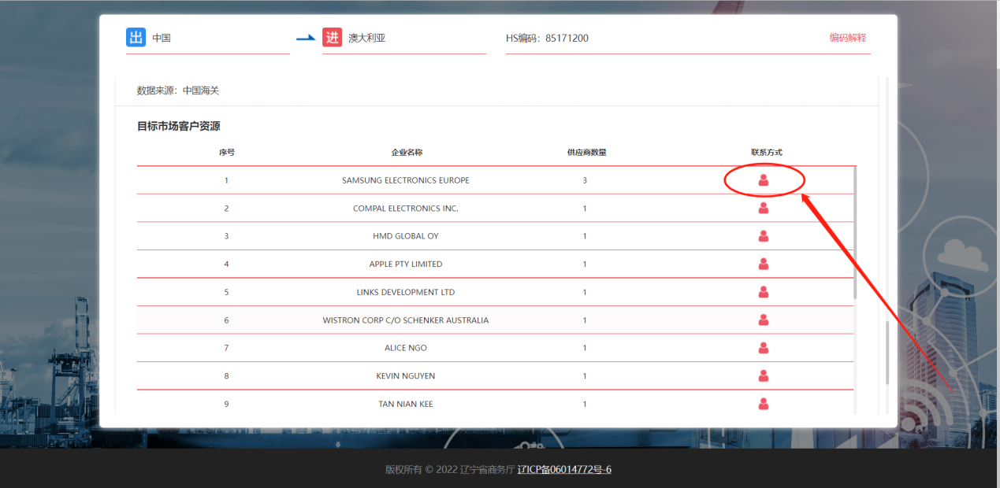 出 中国 进 澳大利亚 HS编码：85171200 编码解释
数据来源：中国海关
目标市场客户资源
序号 企业名称 供应商数量 联系方式
1 SAMSUNG ELECTRONICS EUROPE 3
2 COMPAL ELECTRONICS INC. 1
3 HMD GLOBAL OY 1
4 APPLE PTY LIMITED 1
5 LINKS DEVELOPMENT LTD 1
6 WISTRON CORP C/O SCHENKER AUSTRALIA 1
7 ALICE NGO 1
8 KEVIN NGUYEN 1
9 TAN NIAN KEE 1
版权所有 © 2022 辽宁省商务厅 辽ICP备06014772号-6